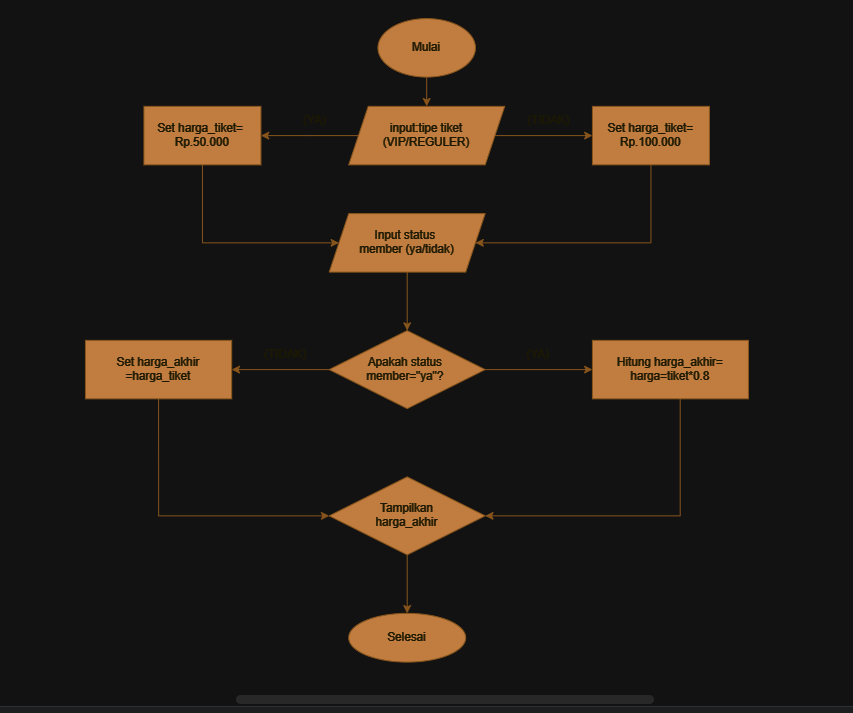 Mulai
(YA)
input:tipe tiket
(VIP/REGULER)
(TIDAK)
Set harga_tiket=
Rp.50.000
Set harga_tiket=
Rp.100.000
Input status
member (ya/tidak)
(TIDAK)
Apakah status
member="ya"?
(YA)
Set harga_akhir
=harga_tiket
Hitung harga_akhir=
harga=tiket*0.8
Tampilkan
harga_akhir
Selesai